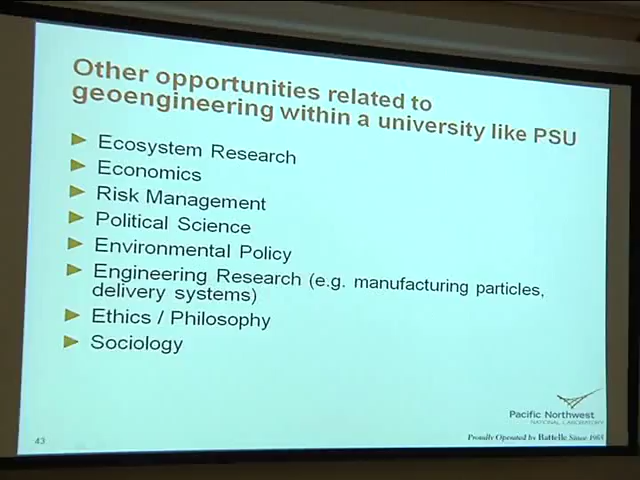 Other opportunities related to
geoengineering within a university like PSU
Ecosystem Research
Economics
Risk Management
Political Science
Environmental Policy
Engineering Research (e.g. manufacturing particles,
delivery systems)
Ethics / Philosophy
Sociology
Pacific Northwest
NATIONAL LABORATORY
Proudly Operated by Battelle Since 1965
43